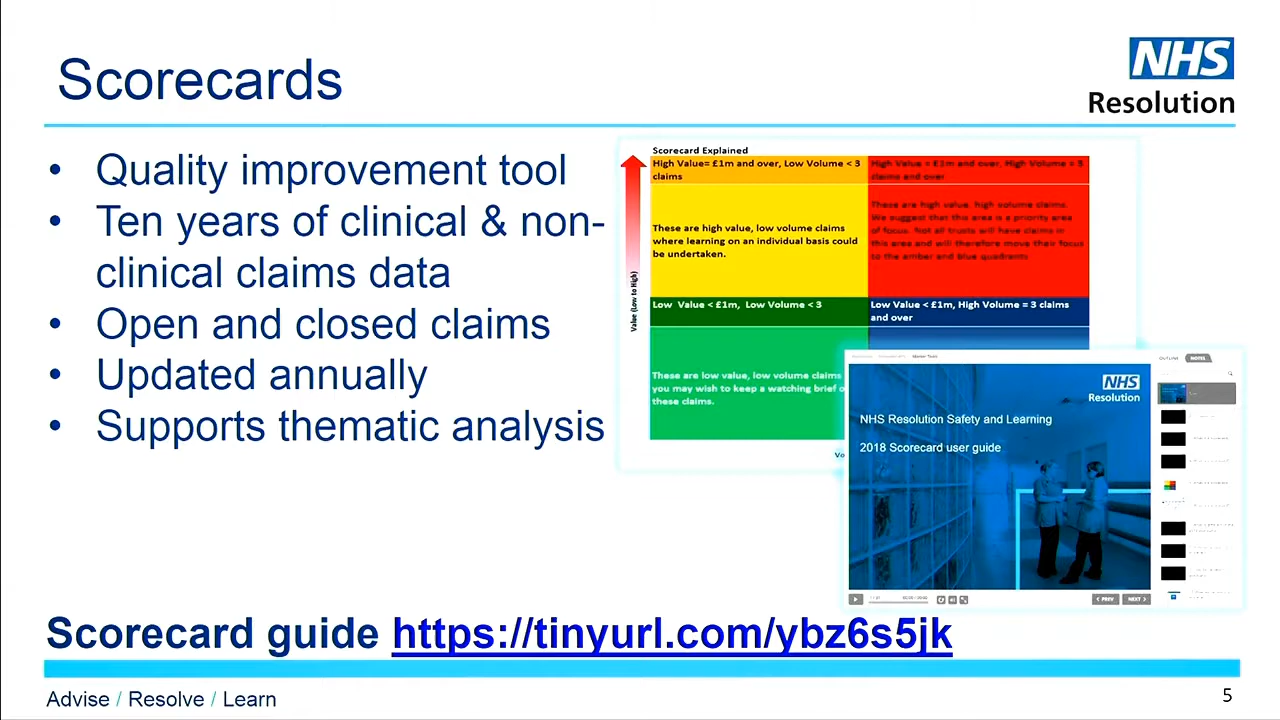 Scorecards
NHS
Resolution
• Quality improvement tool
• Ten years of clinical & non-
clinical claims data
• Open and closed claims
• Updated annually
• Supports thematic analysis
Scorecard Explained
High Value= £1m and over, Low Volume < 3
claims
High Value = £1m and over, High Volume = 3
claims and over
These are high value, low volume claims
where learning on an individual basis could
be undertaken.
These are high value, high volume claims.
We suggest that this area is a priority area
of focus. Not all trusts will have claims in
this area and will therefore move their focus
to the amber and blue quadrants
Value (Low to High)
Low Value < £1m, Low Volume < 3
Low Value < £1m, High Volume = 3 claims
and over
These are low value, low volume claims
you may wish to keep a watching brief o
these claims.
Vo
OUTLINE NOTES
NHS
Resolution
NHS Resolution Safety and Learning
2018 Scorecard user guide
< PREV NEXT >
Scorecard guide https://tinyurl.com/ybz6s5jk
Advise / Resolve / Learn
5